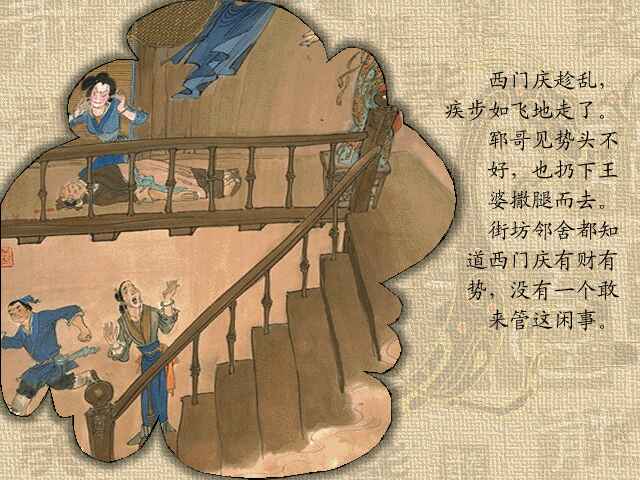 西门庆趁乱，
疾步如飞地走了。
郓哥见势头不
好，也扔下王
婆撒腿而去。
街坊邻舍都知
道西门庆有财有
势，没有一个敢
来管这闲事。